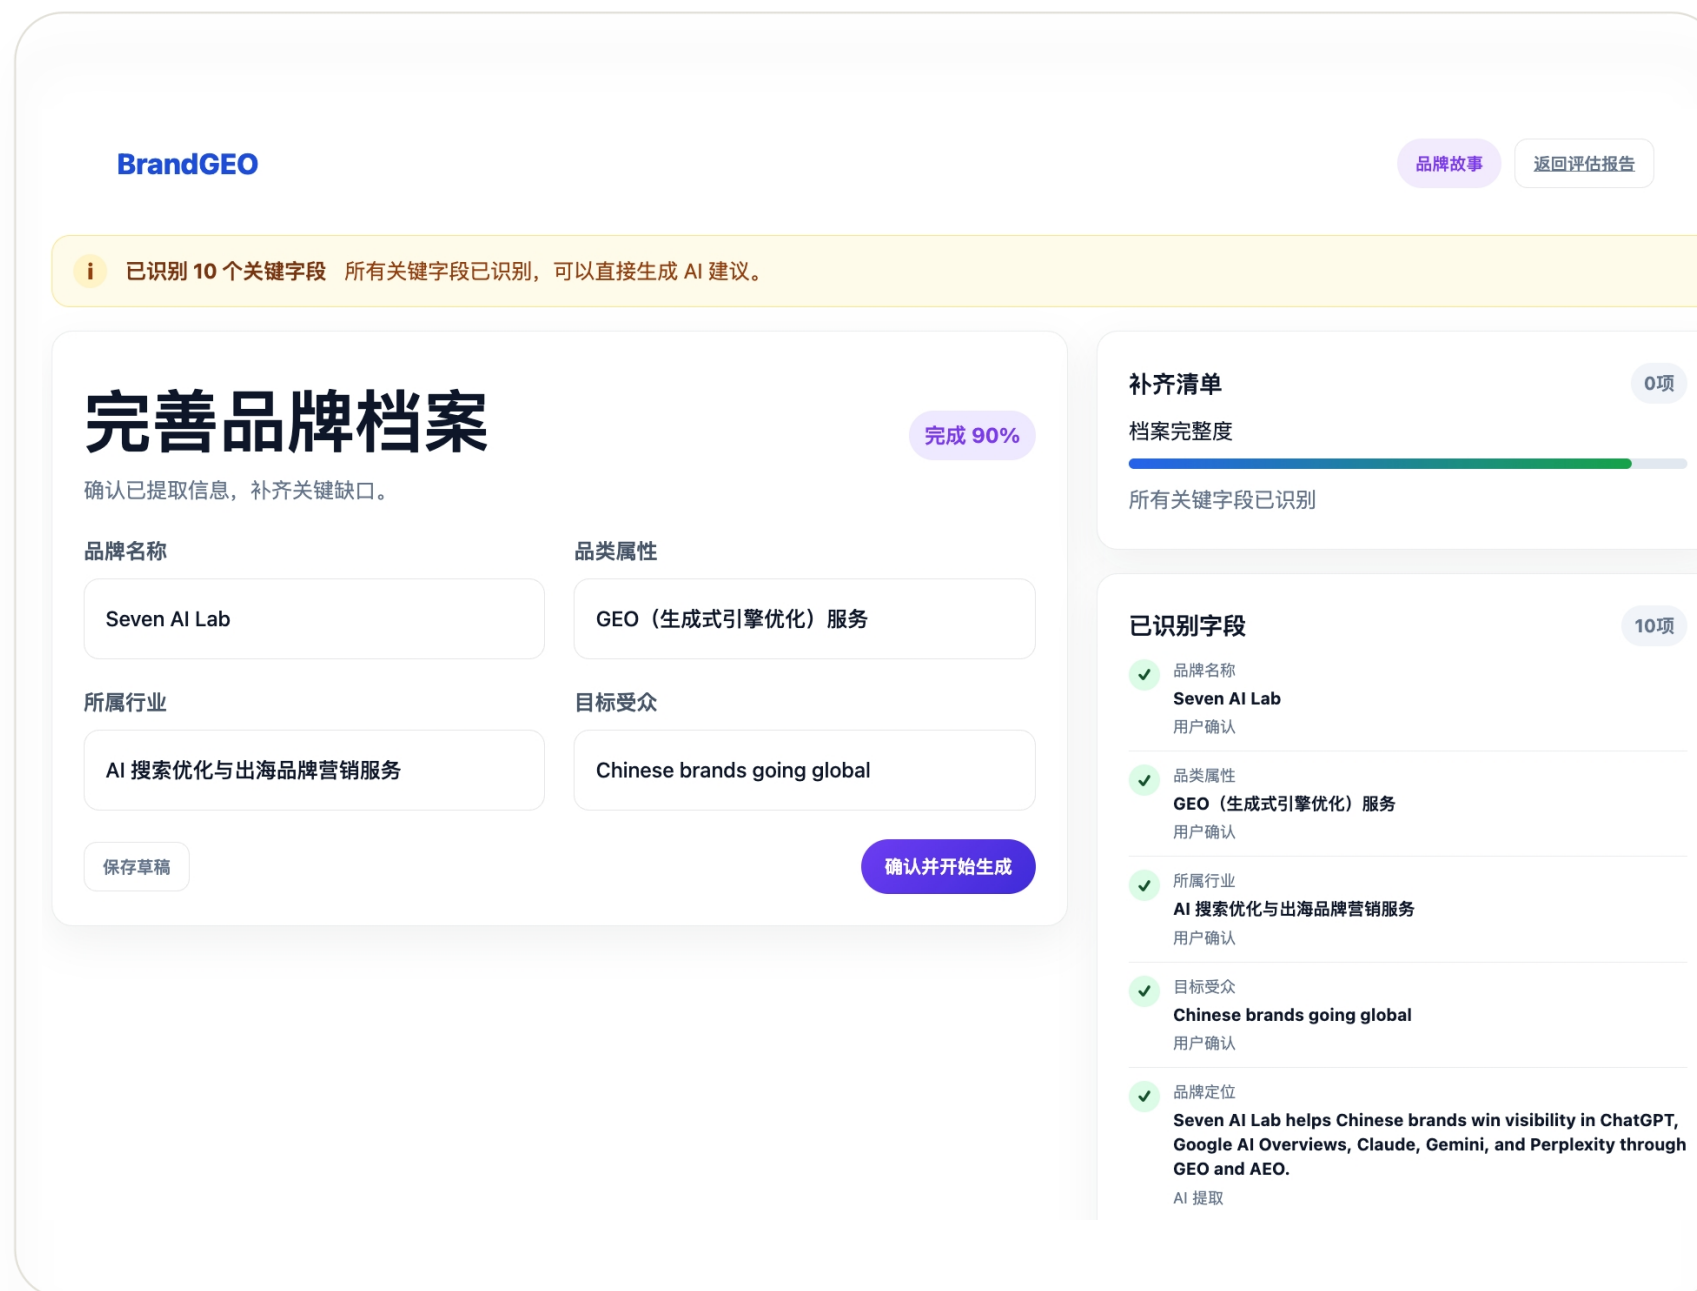 BrandGEO
品牌故事
返回评估报告
i
已识别 10 个关键字段 所有关键字段已识别，可以直接生成 AI 建议。
完善品牌档案
完成 90%
确认已提取信息，补齐关键缺口。
品牌名称
Seven AI Lab
品类属性
GEO（生成式引擎优化）服务
所属行业
AI 搜索优化与出海品牌营销服务
目标受众
Chinese brands going global
保存草稿
确认并开始生成
补齐清单
0项
档案完整度
所有关键字段已识别
已识别字段
10项
品牌名称
Seven AI Lab
用户确认
品类属性
GEO（生成式引擎优化）服务
用户确认
所属行业
AI 搜索优化与出海品牌营销服务
用户确认
目标受众
Chinese brands going global
用户确认
品牌定位
Seven AI Lab helps Chinese brands win visibility in ChatGPT,
Google AI Overviews, Claude, Gemini, and Perplexity through
GEO and AEO.
AI 提取